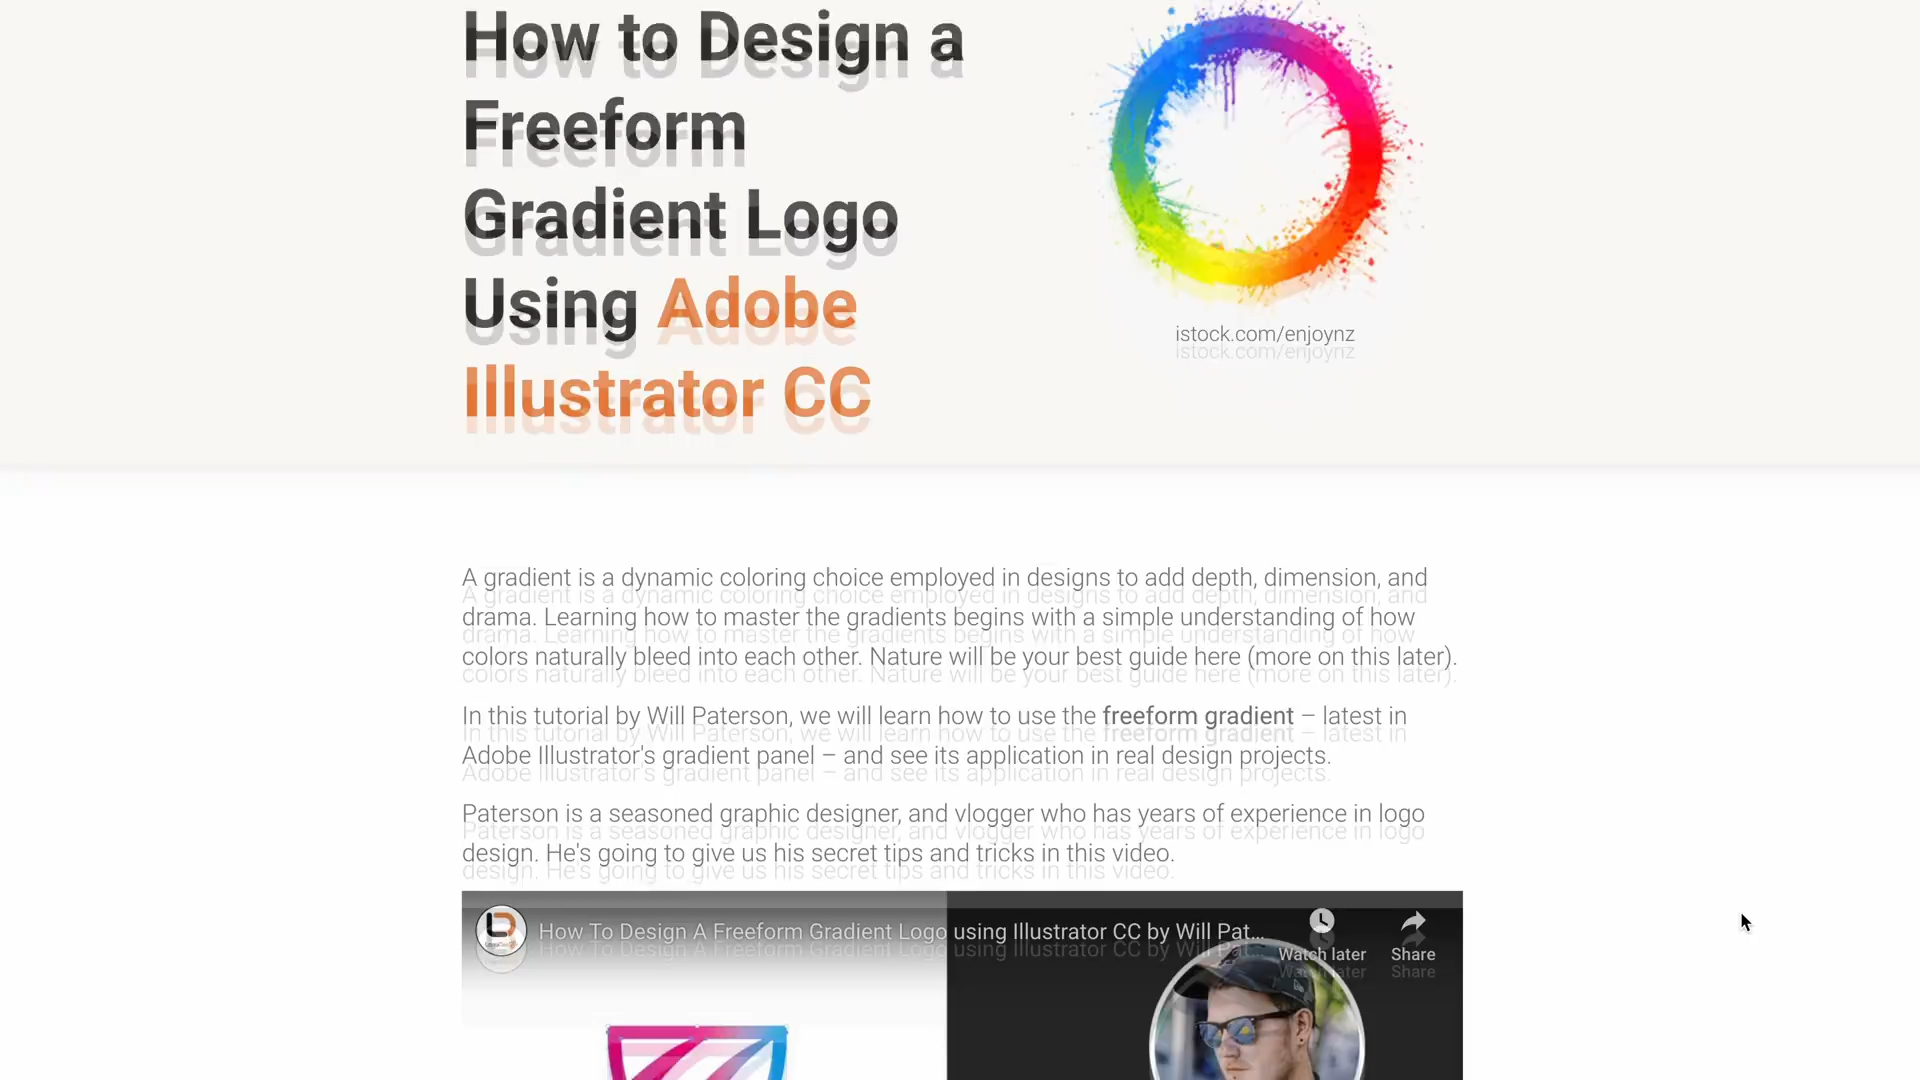 How to Design a
Freeform
Gradient Logo
Using Adobe
Illustrator CC
istock.com/enjoynz
A gradient is a dynamic coloring choice employed in designs to add depth, dimension, and
drama. Learning how to master the gradients begins with a simple understanding of how
colors naturally bleed into each other. Nature will be your best guide here (more on this later).
In this tutorial by Will Paterson, we will learn how to use the freeform gradient – latest in
Adobe Illustrator's gradient panel – and see its application in real design projects.
Paterson is a seasoned graphic designer, and vlogger who has years of experience in logo
design. He's going to give us his secret tips and tricks in this video.
How To Design A Freeform Gradient Logo using Illustrator CC by Will Pat...
Watch later
Share